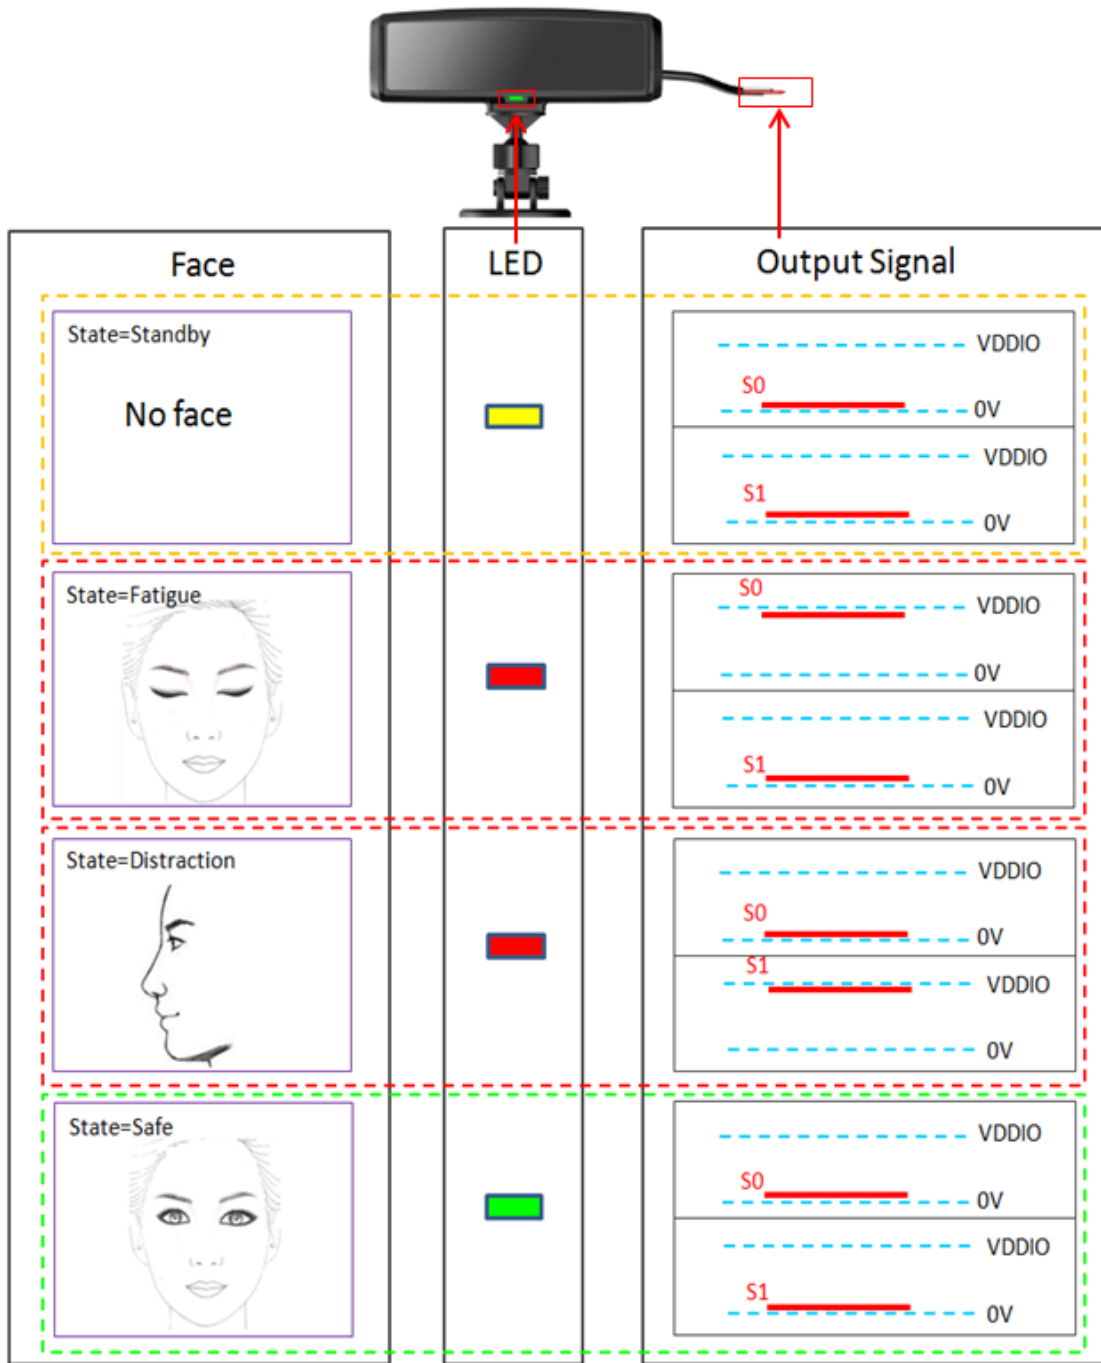 Face
LED
Output Signal
State=Standby
No face
VDDIO
S0
0V
VDDIO
S1
0V
State=Fatigue
S0
VDDIO
0V
VDDIO
S1
0V
State=Distraction
VDDIO
S0
0V
S1
VDDIO
0V
State=Safe
VDDIO
S0
0V
VDDIO
S1
0V